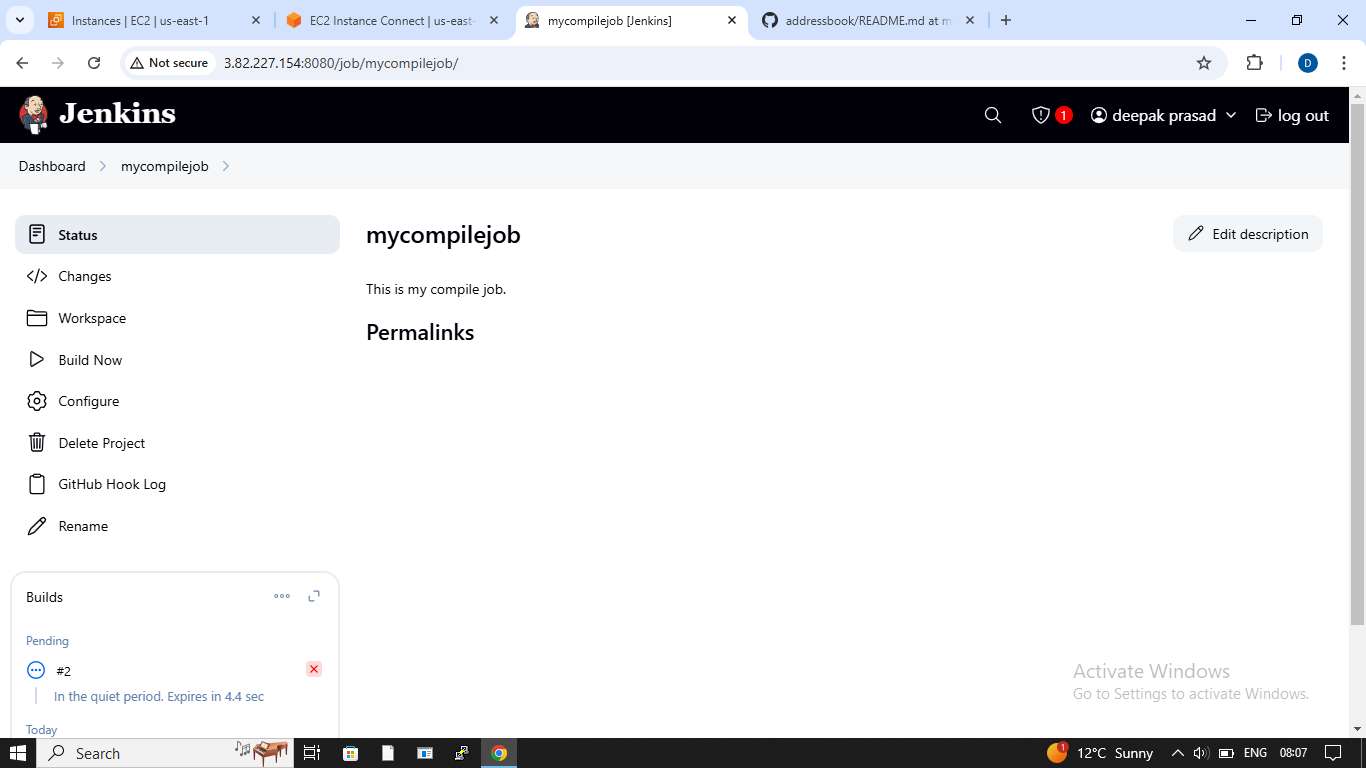 Instances | EC2 | us-east-1
EC2 Instance Connect | us-east-
mycompilejob [Jenkins]
addressbook/README.md at m
Not secure
3.82.227.154:8080/job/mycompilejob/
D
Jenkins
1
deepak prasad
log out
Dashboard
mycompilejob
Status
Changes
Workspace
Build Now
Configure
Delete Project
GitHub Hook Log
Rename
mycompilejob
Edit description
This is my compile job.
Permalinks
Builds
Pending
#2
In the quiet period. Expires in 4.4 sec
Today
Activate Windows
Go to Settings to activate Windows.
Search
1
12°C Sunny
ENG
08:07